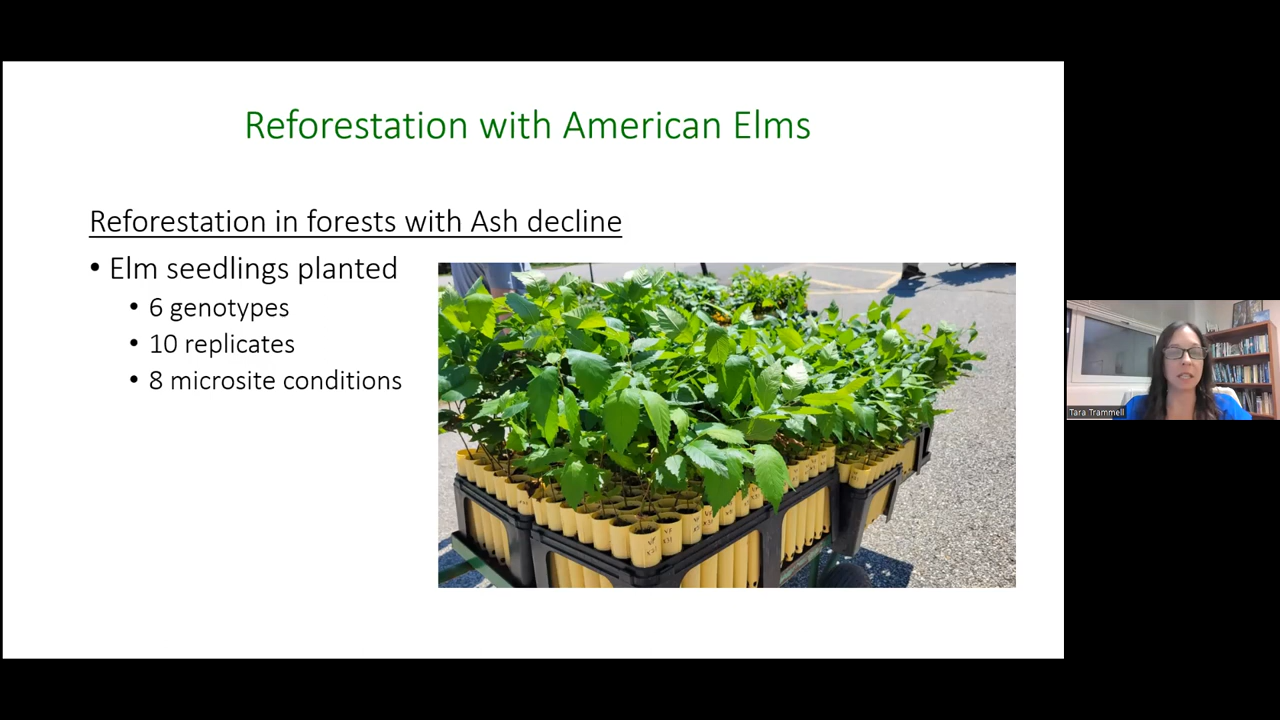 Reforestation with American Elms
Reforestation in forests with Ash decline
• Elm seedlings planted
• 6 genotypes
• 10 replicates
• 8 microsite conditions
Tara Trammell